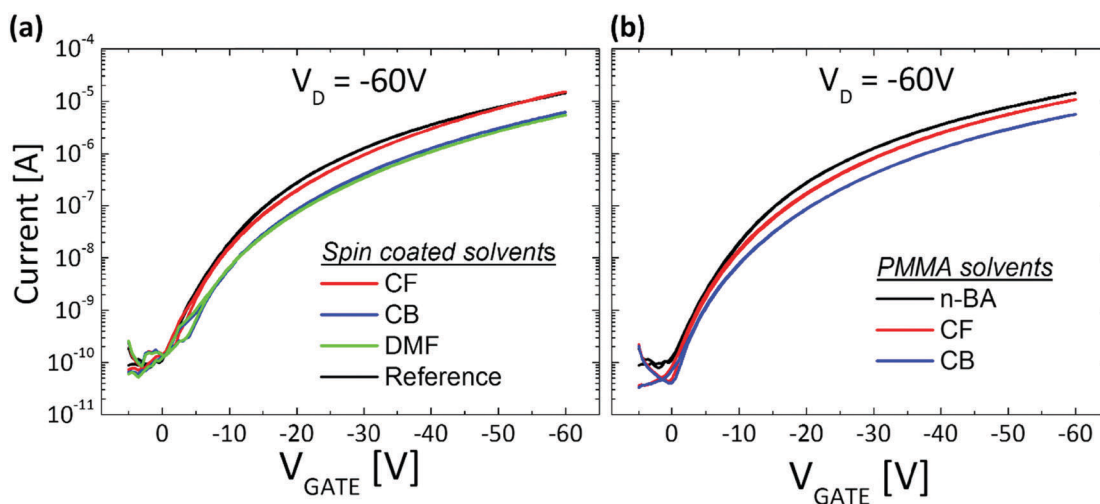 (a)
V_D = -60V
10^-4
10^-5
10^-6
10^-7
10^-8
10^-9
10^-10
10^-11
Current [A]
Spin coated solvents
CF
CB
DMF
Reference
0 -10 -20 -30 -40 -50 -60
V_GATE [V]
(b)
V_D = -60V
PMMA solvents
n-BA
CF
CB
0 -10 -20 -30 -40 -50 -60
V_GATE [V]